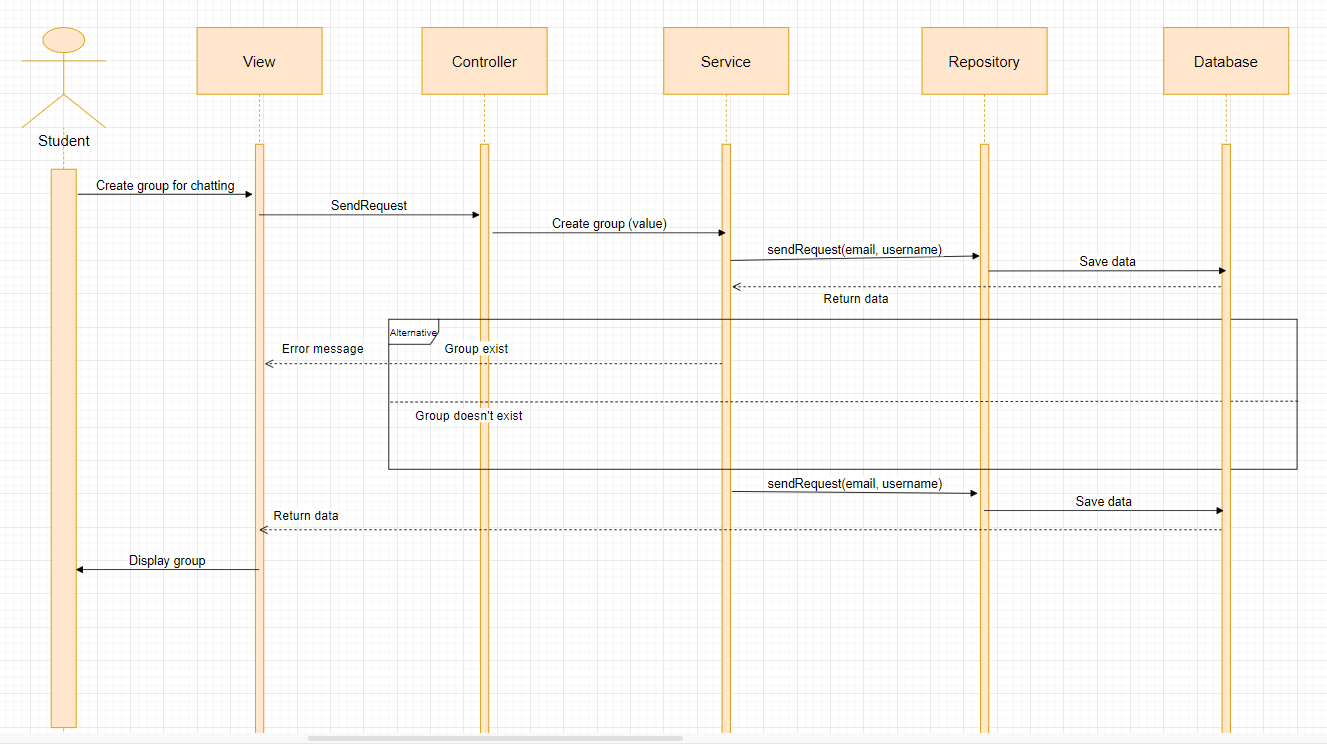 View
Controller
Service
Repository
Database
Student
Create group for chatting
SendRequest
Create group (value)
sendRequest(email, username)
Save data
Return data
Alternative
Error message
Group exist
Group doesn't exist
sendRequest(email, username)
Save data
Return data
Display group